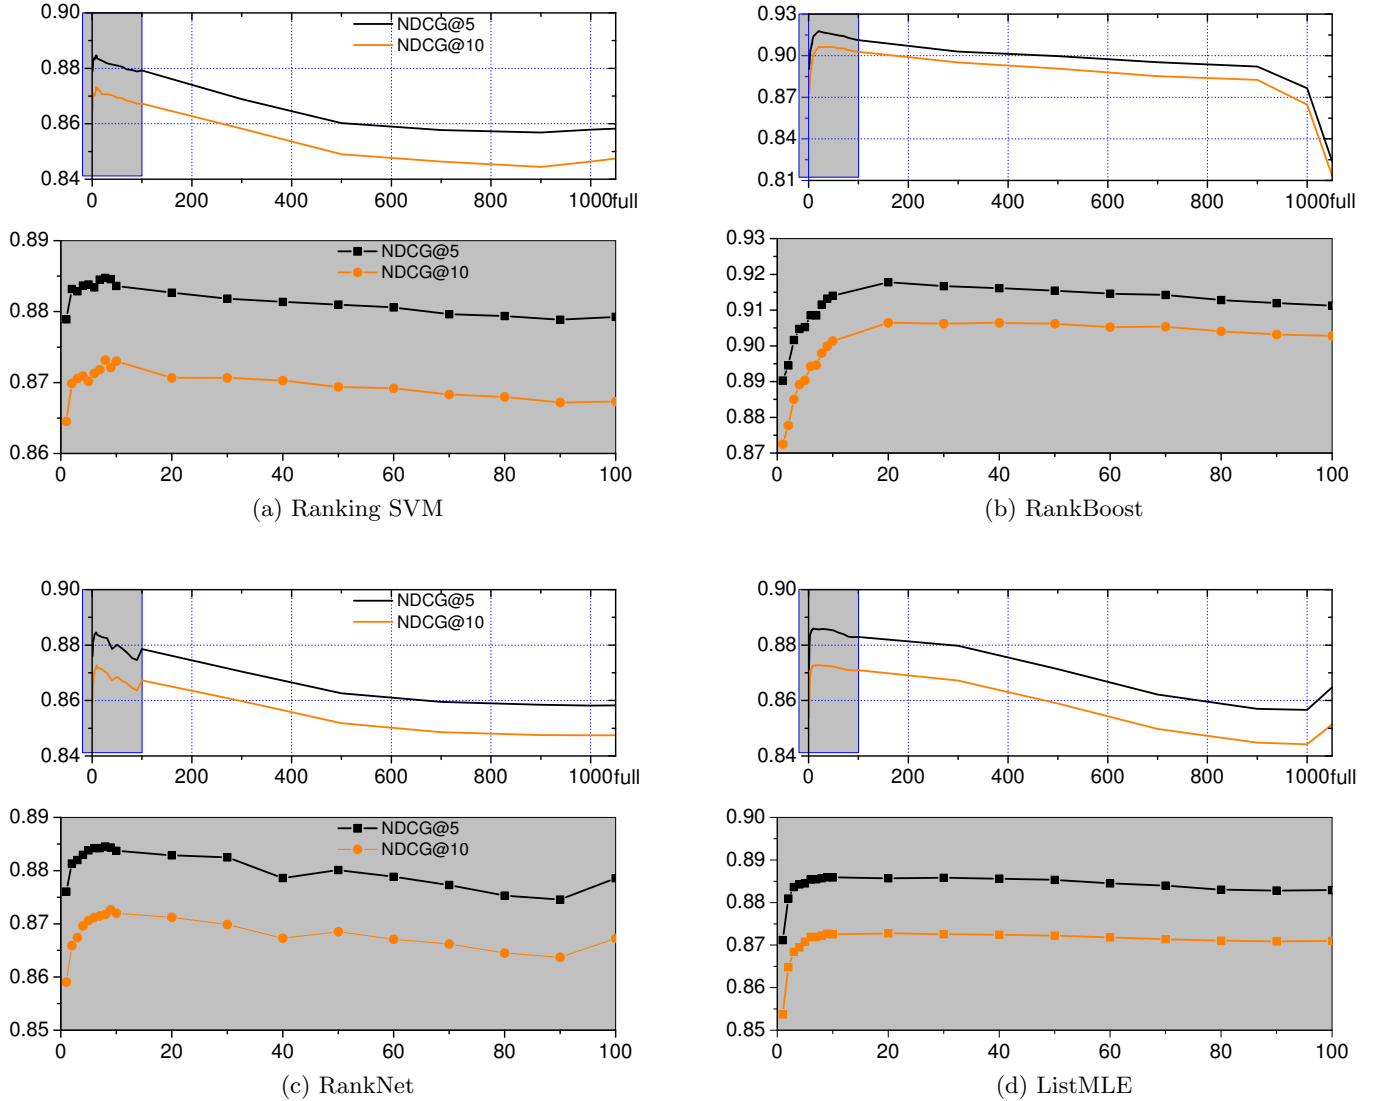 0.90
0.88
0.86
0.84
NDCG@5
NDCG@10
0 200 400 600 800 1000full
0.89
0.88
0.87
0.86
NDCG@5
NDCG@10
0 20 40 60 80 100
(a) Ranking SVM
0.93
0.90
0.87
0.84
0.81
0 200 400 600 800 1000full
0.93
0.92
0.91
0.90
0.89
0.88
0.87
0 20 40 60 80 100
(b) RankBoost
0.90
0.88
0.86
0.84
NDCG@5
NDCG@10
0 200 400 600 800 1000full
0.89
0.88
0.87
0.86
0.85
NDCG@5
NDCG@10
0 20 40 60 80 100
(c) RankNet
0.90
0.88
0.86
0.84
0 200 400 600 800 1000full
0.90
0.89
0.88
0.87
0.86
0.85
0 20 40 60 80 100
(d) ListMLE